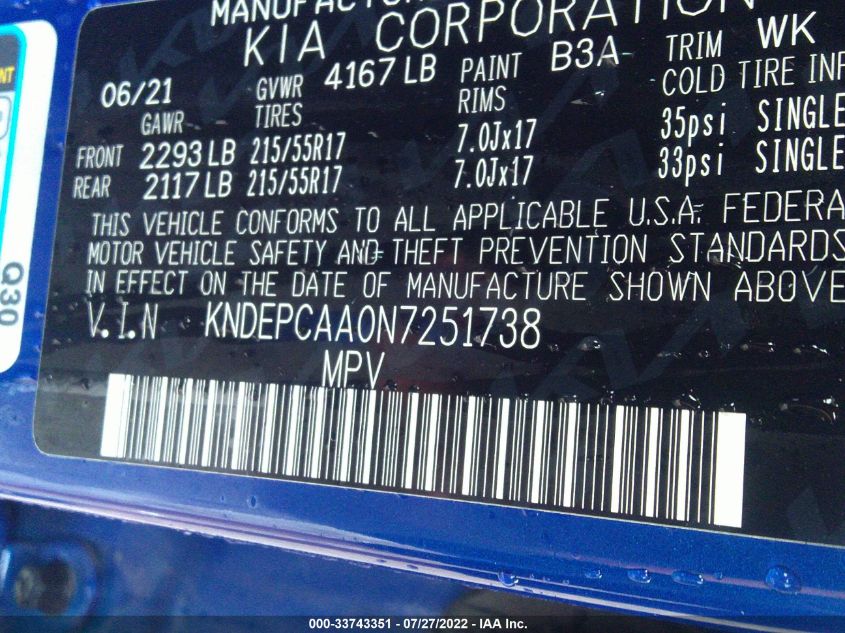 MANUFACTUR
KIA CORPORATION
06/21 GVWR 4167 LB PAINT B3A TRIM WK
GAWR TIRES RIMS COLD TIRE INF
FRONT 2293 LB 215/55R17 7.0Jx17 35psi SINGLE
REAR 2117 LB 215/55R17 7.0Jx17 33psi SINGLE
THIS VEHICLE CONFORMS TO ALL APPLICABLE U.S.A. FEDERA
MOTOR VEHICLE SAFETY AND THEFT PREVENTION STANDARDS
IN EFFECT ON THE DATE OF MANUFACTURE SHOWN ABOVE
V.I.N KNDEPCAA0N7251738
MPV
Q30
000-33743351 / 07/27/2022 - IAA Inc.